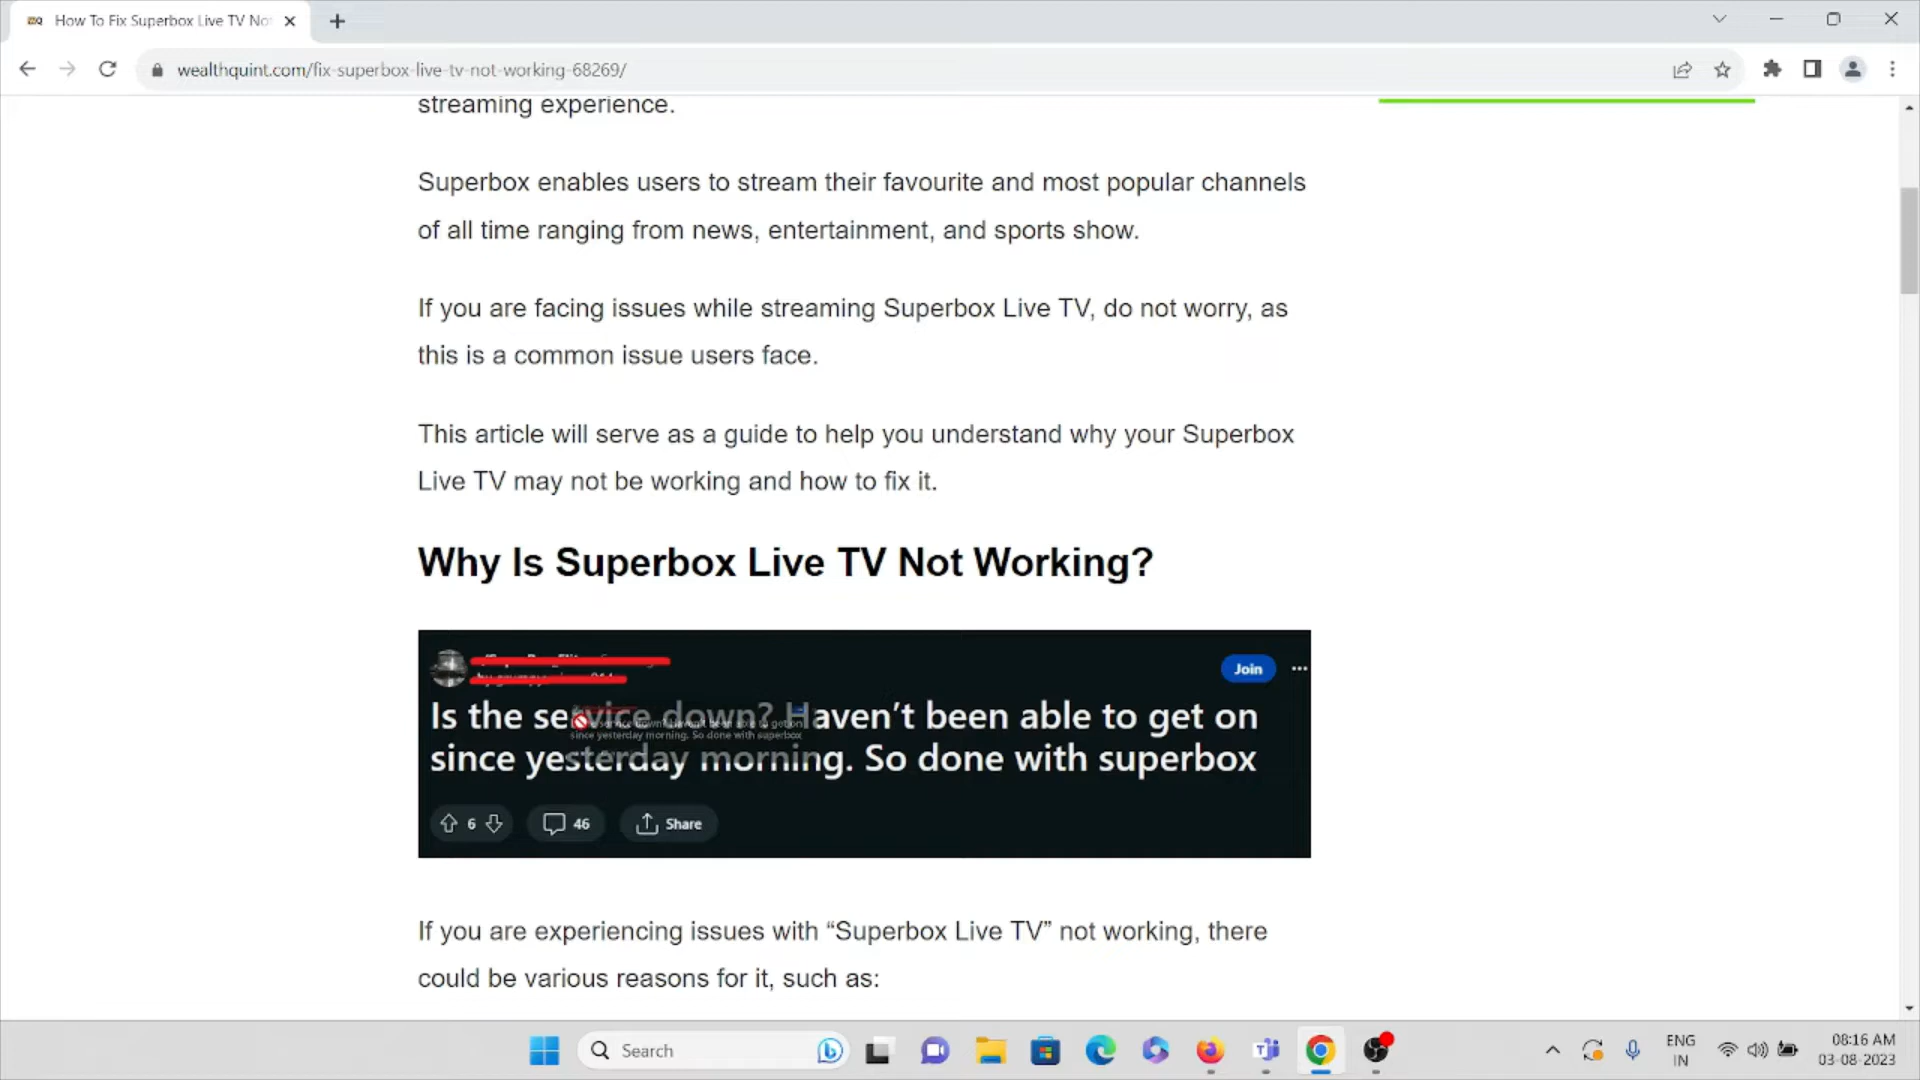 How To Fix Superbox Live TV No
wealthquint.com/fix-superbox-live-tv-not-working-68269/
streaming experience.
Superbox enables users to stream their favourite and most popular channels
of all time ranging from news, entertainment, and sports show.
If you are facing issues while streaming Superbox Live TV, do not worry, as
this is a common issue users face.
This article will serve as a guide to help you understand why your Superbox
Live TV may not be working and how to fix it.
Why Is Superbox Live TV Not Working?
Join
Is the service down? Haven't been able to get on
since yesterday morning. So done with superbox
6
46
Share
If you are experiencing issues with “Superbox Live TV” not working, there
could be various reasons for it, such as:
Search
ENG
IN
08:16 AM
03-08-2023